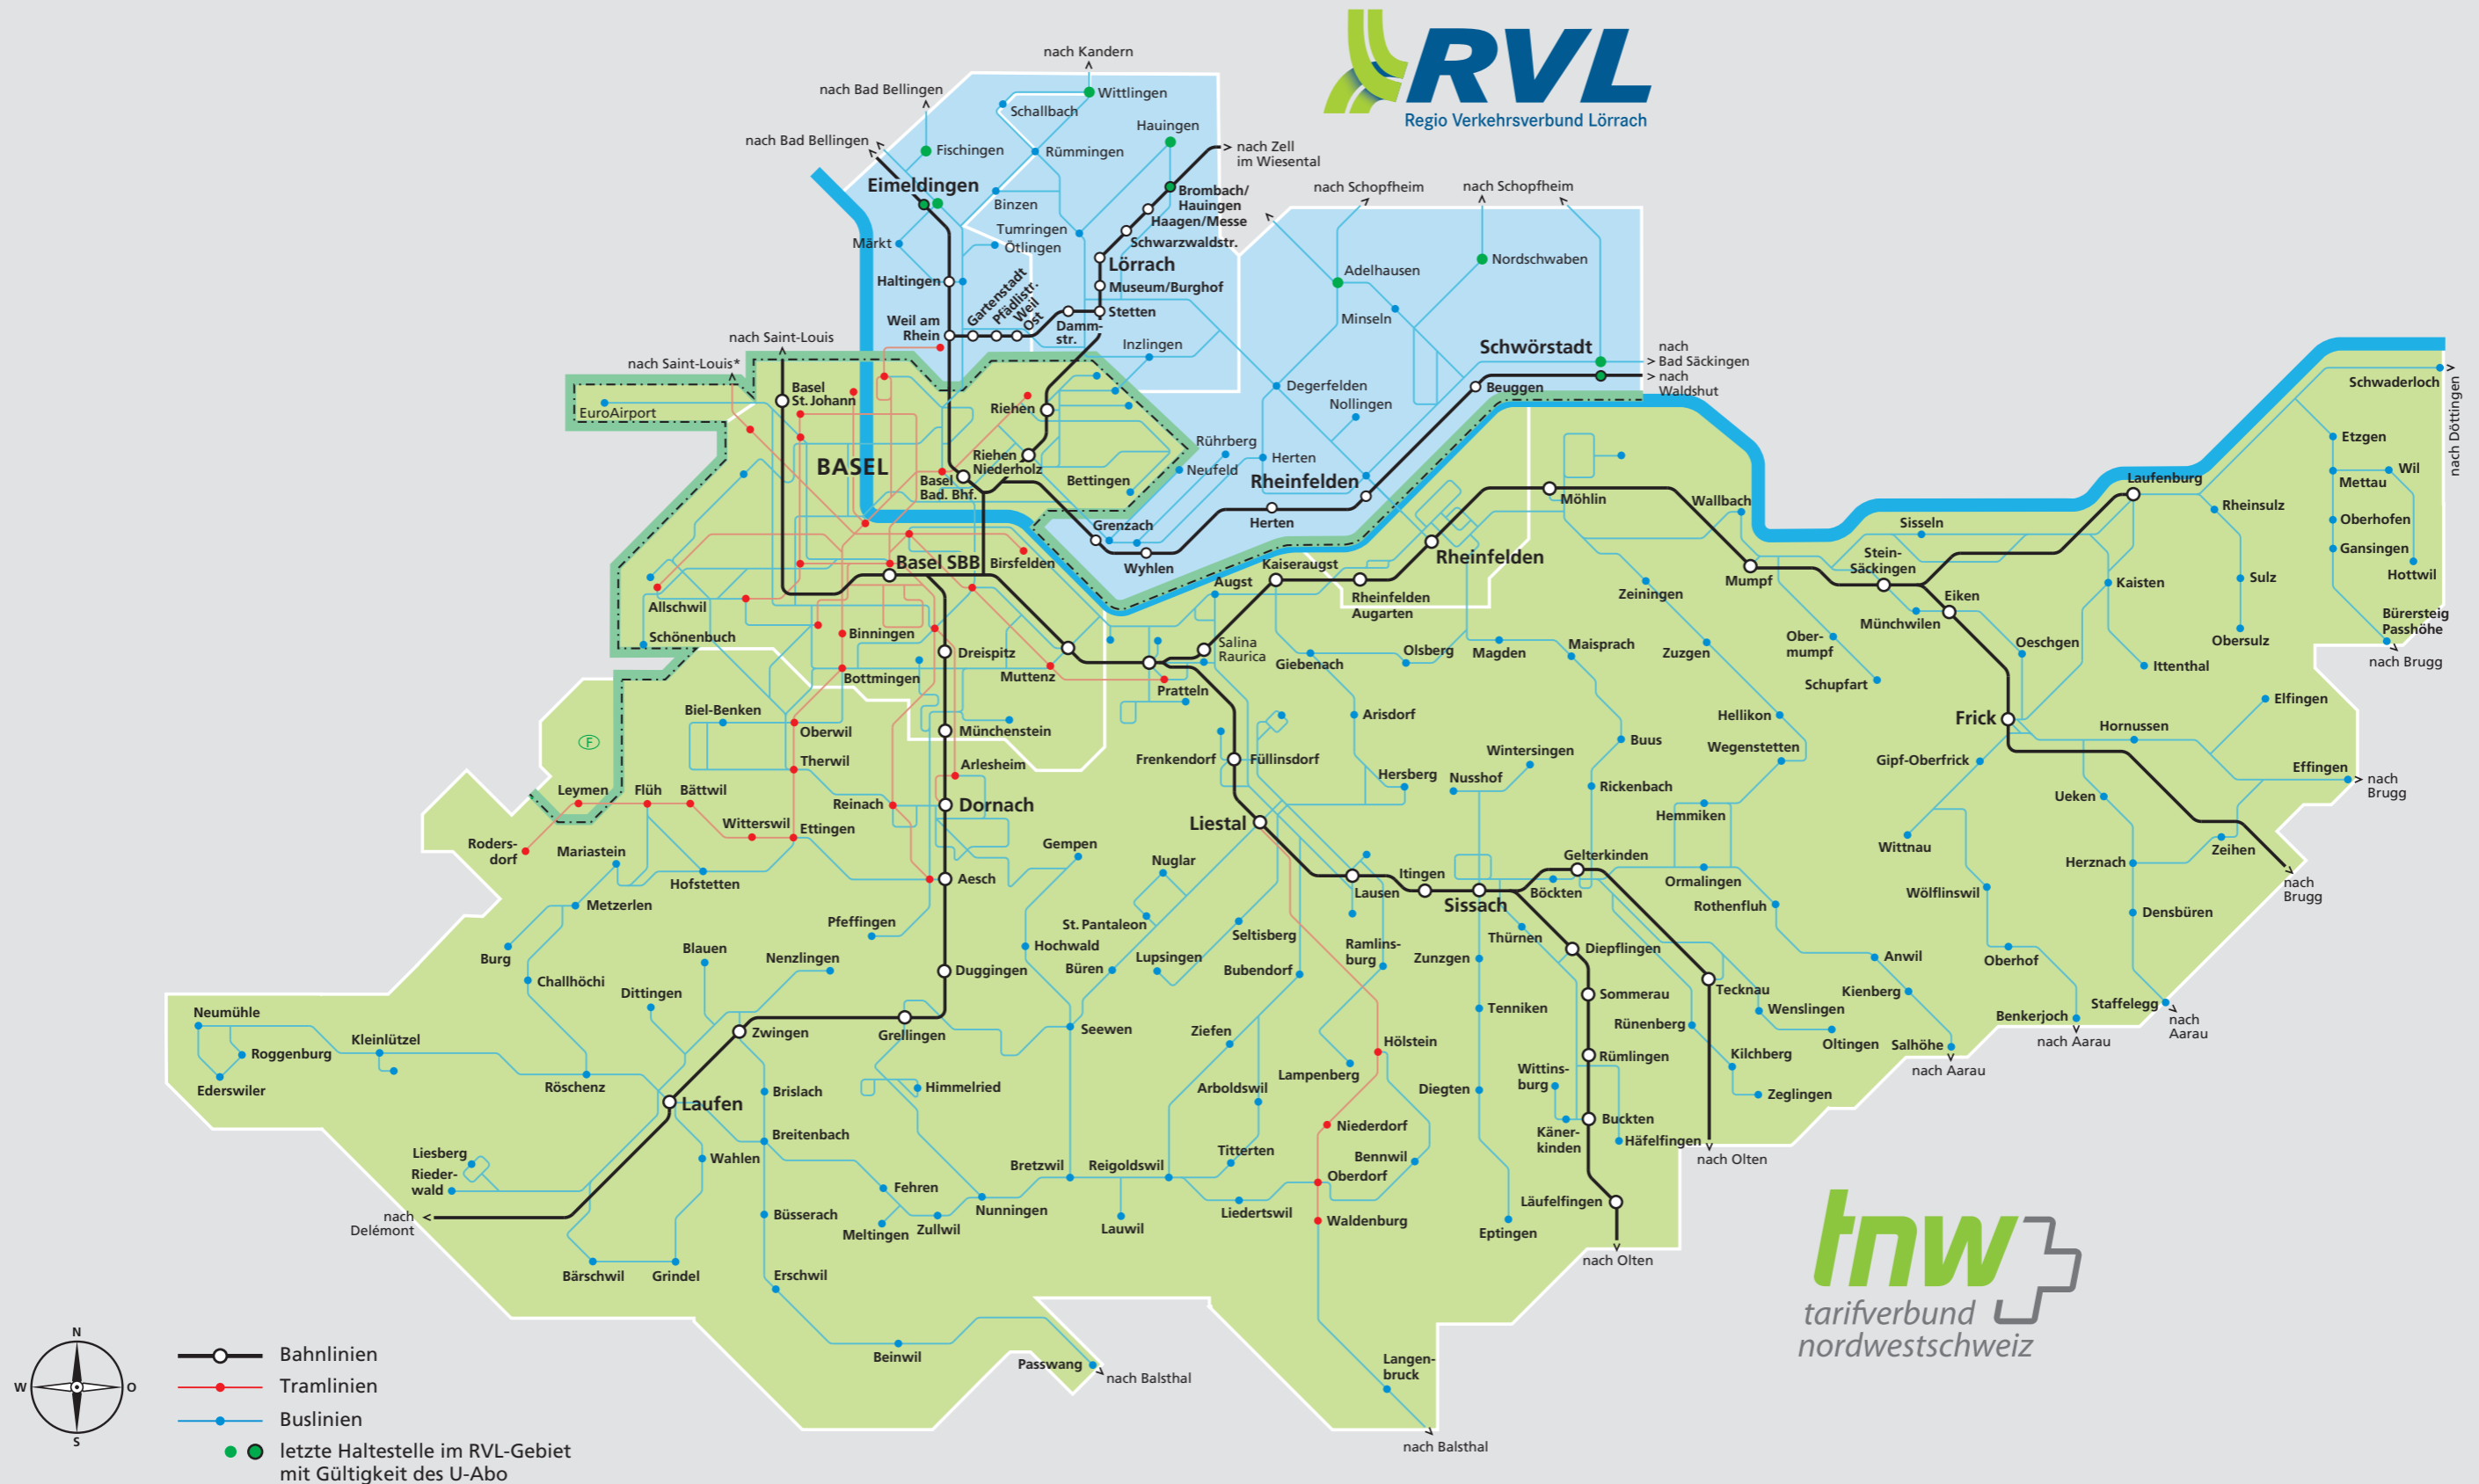 RVL
Regio Verkehrsverbund Lörrach
nach Kandern
nach Bad Bellingen
Wittlingen
Schallbach
Hauingen
nach Bad Bellingen
Fischingen
Rümmingen
nach Zell
im Wiesental
Eimeldingen
Binzen
Brombach/
Hauingen
Haagen/Messe
nach Schopfheim
nach Schopfheim
Märkt
Tumringen
Ötlingen
Schwarzwaldstr.
Lörrach
Adelhausen
Nordschwaben
Haltingen
Gartenstadt
Pfädlistr.
Weil
Ost
Museum/Burghof
Weil am
Rhein
Damm-
str.
Stetten
Minseln
nach Saint-Louis
Inzlingen
Schwörstadt
nach
Bad Säckingen
nach
Waldshut
nach Saint-Louis*
EuroAirport
Basel
St. Johann
Riehen
Degerfelden
Nollingen
Beuggen
Schwaderloch
nach Döttingen
BASEL
Riehen
Niederholz
Basel
Bad. Bhf.
Bettingen
Rührberg
Neufeld
Herten
Rheinfelden
Herten
Grenzach
Wyhlen
Möhlin
Wallbach
Laufenburg
Etzgen
Wil
Mettau
Rheinsulz
Oberhofen
Gansingen
Hottwil
Basel SBB
Birsfelden
Augst
Kaiseraugst
Rheinfelden
Rheinfelden
Augarten
Zeiningen
Mumpf
Stein-
Säckingen
Sisseln
Eiken
Münchwilen
Kaisten
Sulz
Obersulz
Bürersteig
Passhöhe
nach Brugg
Allschwil
Schönenbuch
Binningen
Dreispitz
Bottmingen
Muttenz
Pratteln
Salina
Raurica
Giebenach
Olsberg
Magden
Maisprach
Zuzgen
Ober-
mumpf
Schupfart
Oeschgen
Ittenthal
Elfingen
Biel-Benken
Oberwil
Münchenstein
Arisdorf
Hellikon
Frick
Hornussen
F
Therwil
Arlesheim
Frenkendorf
Füllinsdorf
Hersberg
Nusshof
Wintersingen
Buus
Wegenstetten
Gipf-Oberfrick
Effingen
nach
Brugg
Leymen
Flüh
Bättwil
Reinach
Dornach
Rickenbach
Hemmiken
Ueken
Roders-
dorf
Mariastein
Witterswil
Ettingen
Liestal
Wittnau
Herznach
Zeihen
nach
Brugg
Hofstetten
Aesch
Gempen
Nuglar
Lausen
Itingen
Sissach
Gelterkinden
Böckten
Ormalingen
Rothenfluh
Wölflinswil
Densbüren
Metzerlen
Burg
Pfeffingen
Hochwald
St. Pantaleon
Seltisberg
Ramlins-
burg
Thürnen
Diepflingen
Anwil
Oberhof
Challhöchi
Blauen
Nenzlingen
Duggingen
Büren
Lupsingen
Bubendorf
Zunzgen
Sommerau
Tecknau
Wenslingen
Kienberg
Benkerjoch
Staffelegg
nach
Aarau
nach Aarau
Neumühle
Kleinlützel
Dittingen
Zwingen
Grellingen
Seewen
Ziefen
Hölstein
Tenniken
Rünenberg
Oltingen
Salhöhe
nach Aarau
Roggenburg
Ederswiler
Röschenz
Laufen
Brislach
Himmelried
Arboldswil
Lampenberg
Diegten
Wittins-
burg
Rümlingen
Kilchberg
Zeglingen
Breitenbach
Niederdorf
Buckten
Käner-
kinden
Häfelfingen
nach Olten
Liesberg
Rieder-
wald
Wahlen
Fehren
Bretzwil
Reigoldswil
Titterten
Bennwil
Oberdorf
nach
Delémont
Büsserach
Meltingen
Zullwil
Nunningen
Lauwil
Liedertswil
Waldenburg
Eptingen
Läufelfingen
nach Olten
Bärschwil
Grindel
Erschwil
Beinwil
Passwang
nach Balsthal
Langen-
bruck
nach Balsthal
tnw
tarifverbund
nordwestschweiz
N
W
O
S
Bahnlinien
Tramlinien
Buslinien
letzte Haltestelle im RVL-Gebiet
mit Gültigkeit des U-Abo